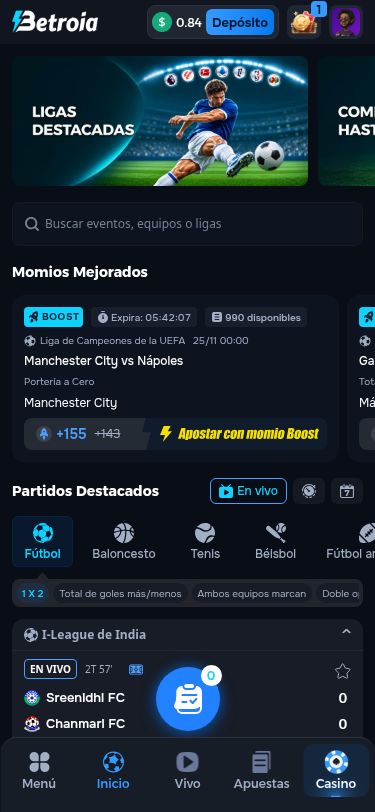 Betroia
$ 0.84 Depósito
1
LIGAS
DESTACADAS
COM
HAST
Buscar eventos, equipos o ligas
Momios Mejorados
BOOST Expira: 05:42:07 990 disponibles
Liga de Campeones de la UEFA 25/11 00:00
Manchester City vs Nápoles
Ga
Portería a Cero
Tot
Manchester City
Má
+155 +143 Apostar con momio Boost
Partidos Destacados En vivo 7
Fútbol Baloncesto Tenis Béisbol Fútbol an
1 X 2 Total de goles más/menos Ambos equipos marcan Doble op
I-League de India
EN VIVO 2T 57'
Sreenidhi FC 0
0
Chanmari FC 0
Menú Inicio Vivo Apuestas Casino